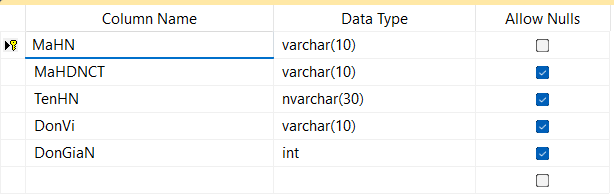 Column Name Data Type Allow Nulls
MaHN varchar(10)
MaHDNCT varchar(10)
TenHN nvarchar(30)
DonVi varchar(10)
DonGiaN int